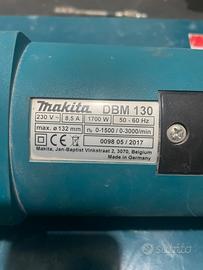 makita DBM 130
230 V ~ 8,5 A 1700 W 50 - 60 Hz
max. ø 132 mm n₀ 0-1500 / 0-3000/min
0098 05 / 2017
Makita, Jan-Baptist Vinkstraat 2, 3070, Belgium
Made in Germany
subito